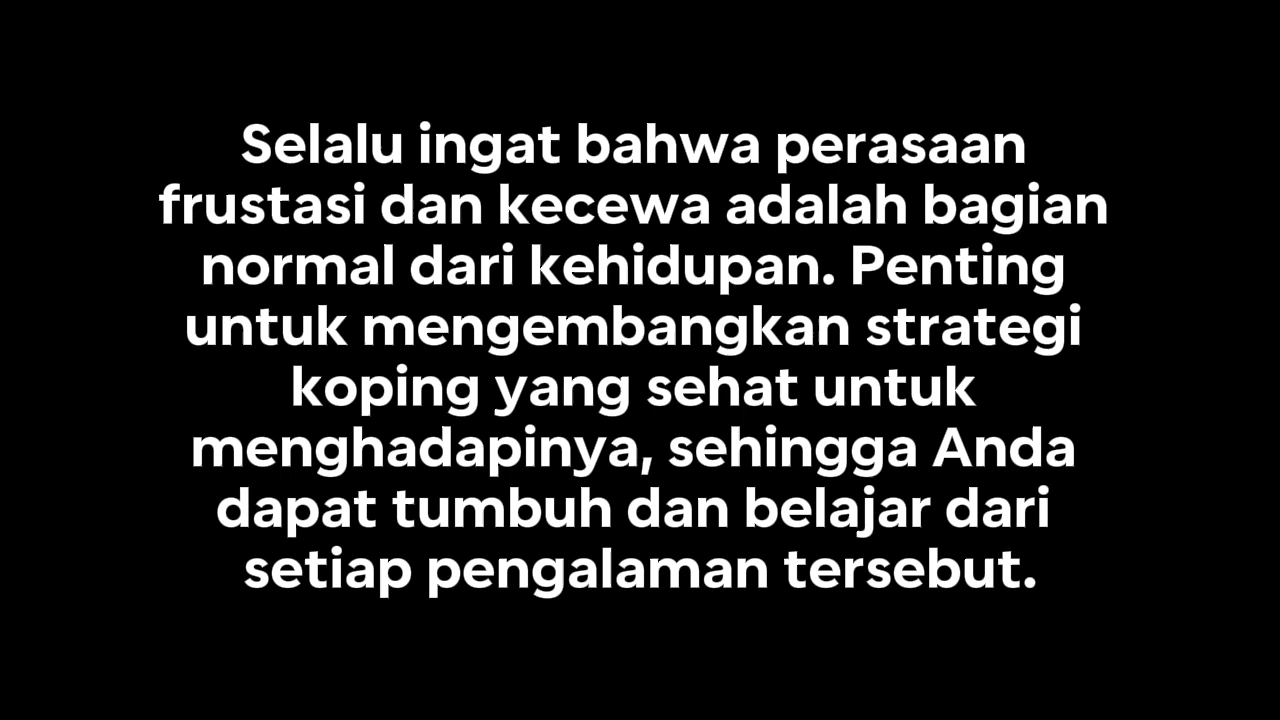 Selalu ingat bahwa perasaan
frustasi dan kecewa adalah bagian
normal dari kehidupan. Penting
untuk mengembangkan strategi
koping yang sehat untuk
menghadapinya, sehingga Anda
dapat tumbuh dan belajar dari
setiap pengalaman tersebut.